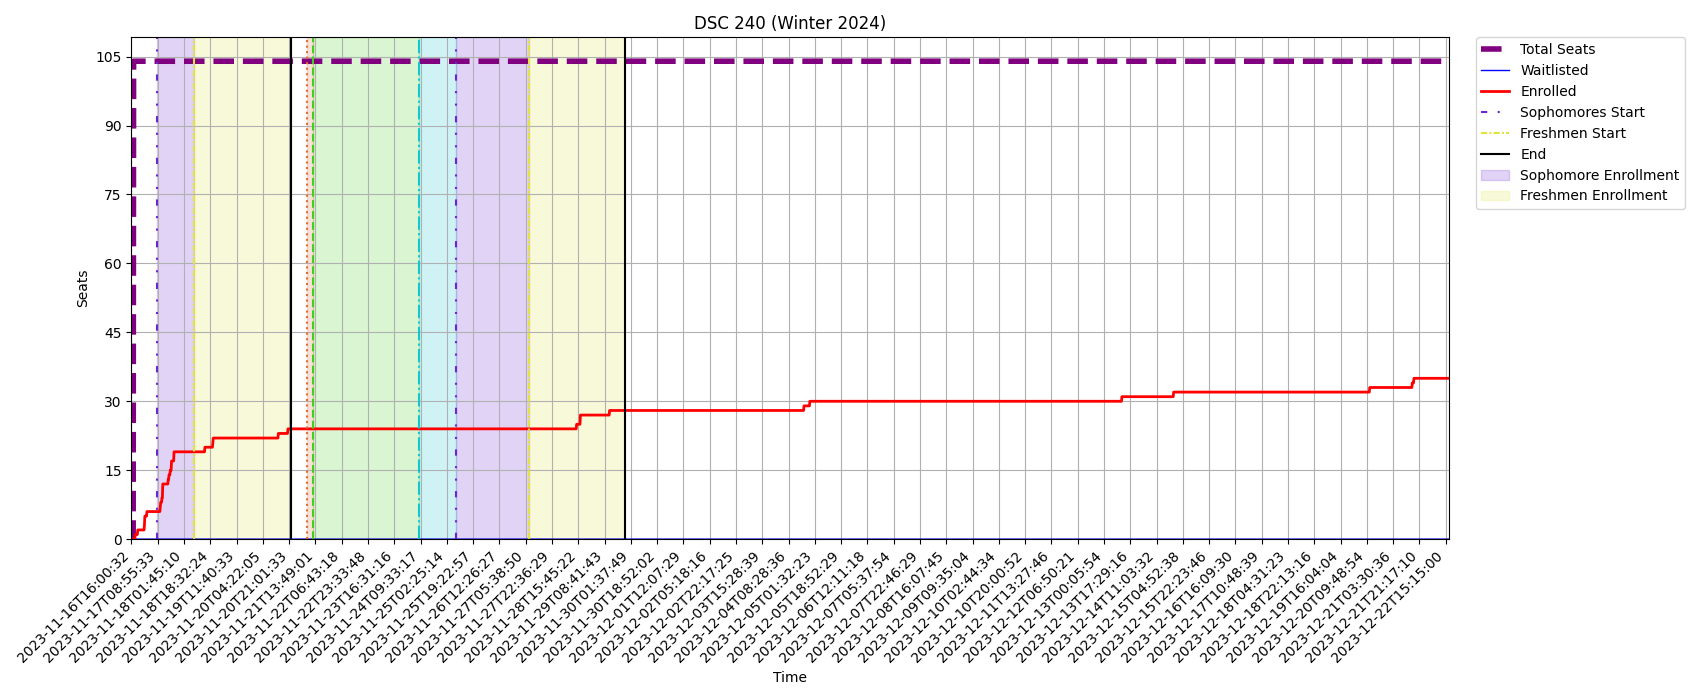 DSC 240 (Winter 2024)
105
90
75
60
45
30
15
0
Seats
Total Seats
Waitlisted
Enrolled
Sophomores Start
Freshmen Start
End
Sophomore Enrollment
Freshmen Enrollment
2023-11-16T16:00:32
2023-11-17T08:55:33
2023-11-18T01:45:10
2023-11-18T18:32:24
2023-11-19T11:40:33
2023-11-20T04:22:05
2023-11-20T21:01:33
2023-11-21T13:49:01
2023-11-22T06:43:18
2023-11-22T23:33:48
2023-11-23T16:31:16
2023-11-24T09:33:17
2023-11-25T02:25:14
2023-11-25T19:22:57
2023-11-26T12:26:27
2023-11-27T05:38:50
2023-11-27T22:36:29
2023-11-28T15:45:22
2023-11-29T08:41:43
2023-11-30T01:37:49
2023-11-30T18:52:02
2023-12-01T12:07:29
2023-12-02T05:18:16
2023-12-02T22:17:25
2023-12-03T15:28:39
2023-12-04T08:28:36
2023-12-05T01:32:23
2023-12-05T18:52:29
2023-12-06T12:11:18
2023-12-07T05:37:54
2023-12-07T22:46:29
2023-12-08T16:07:45
2023-12-09T09:35:04
2023-12-10T02:44:34
2023-12-10T20:00:52
2023-12-11T13:27:46
2023-12-12T06:50:21
2023-12-13T00:05:54
2023-12-13T17:29:16
2023-12-14T11:03:32
2023-12-15T04:52:38
2023-12-15T22:23:46
2023-12-16T16:09:30
2023-12-17T10:48:39
2023-12-18T04:31:23
2023-12-18T22:13:16
2023-12-19T16:04:04
2023-12-20T09:48:54
2023-12-21T03:30:36
2023-12-21T21:17:10
2023-12-22T15:15:00
Time